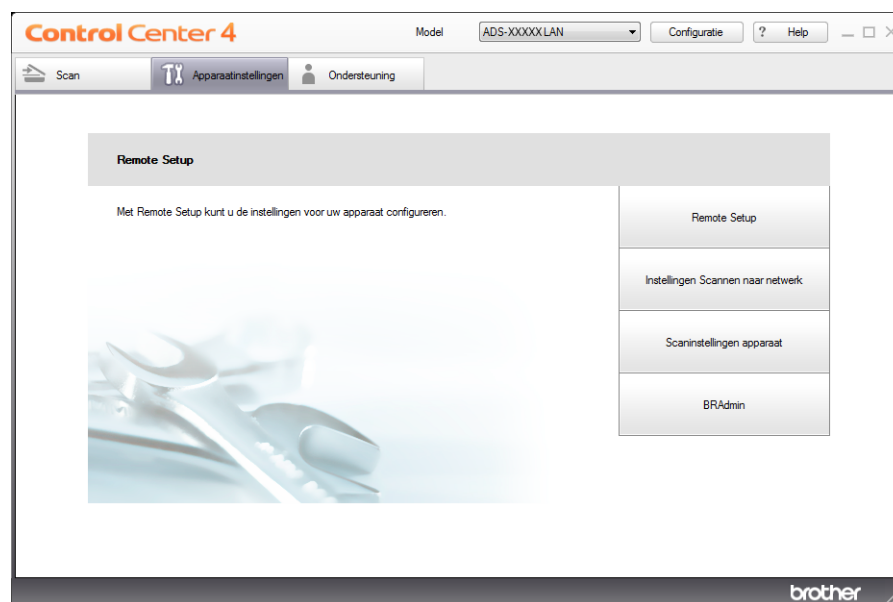 Control Center 4
Model
ADS-XXXXX LAN
Configuratie
? Help
Scan
Apparaatinstellingen
Ondersteuning
Remote Setup
Met Remote Setup kunt u de instellingen voor uw apparaat configureren.
Remote Setup
Instellingen Scannen naar netwerk
Scaninstellingen apparaat
BRAdmin
brother